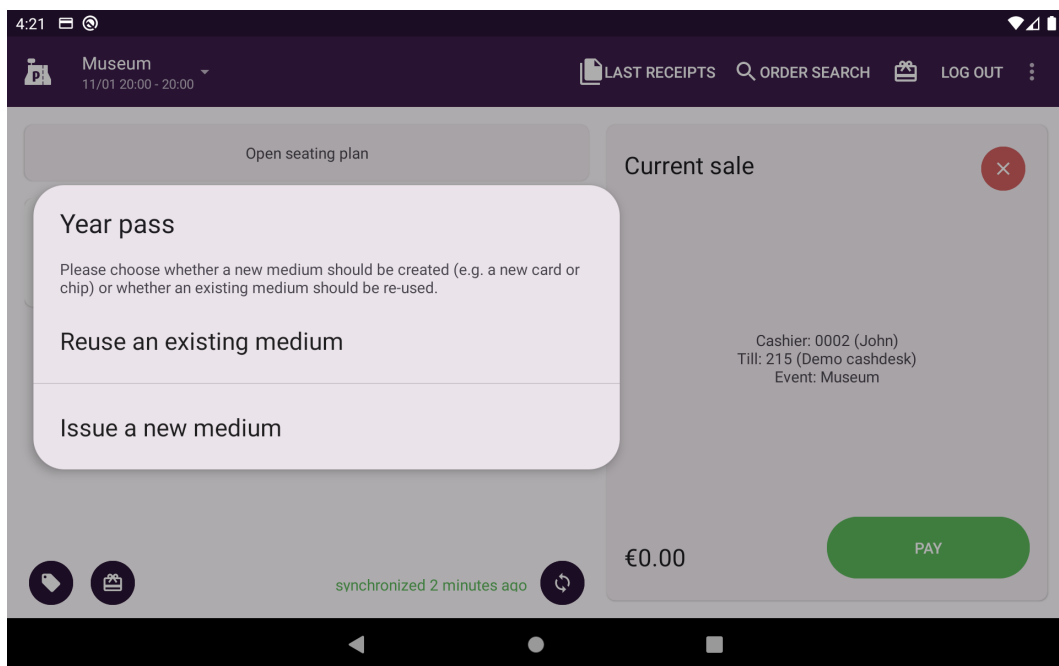 4:21
Museum
11/01 20:00 - 20:00
LAST RECEIPTS
ORDER SEARCH
LOG OUT
Open seating plan
Current sale
Year pass
Please choose whether a new medium should be created (e.g. a new card or
chip) or whether an existing medium should be re-used.
Reuse an existing medium
Issue a new medium
Cashier: 0002 (John)
Till: 215 (Demo cashdesk)
Event: Museum
€0.00
PAY
synchronized 2 minutes ago